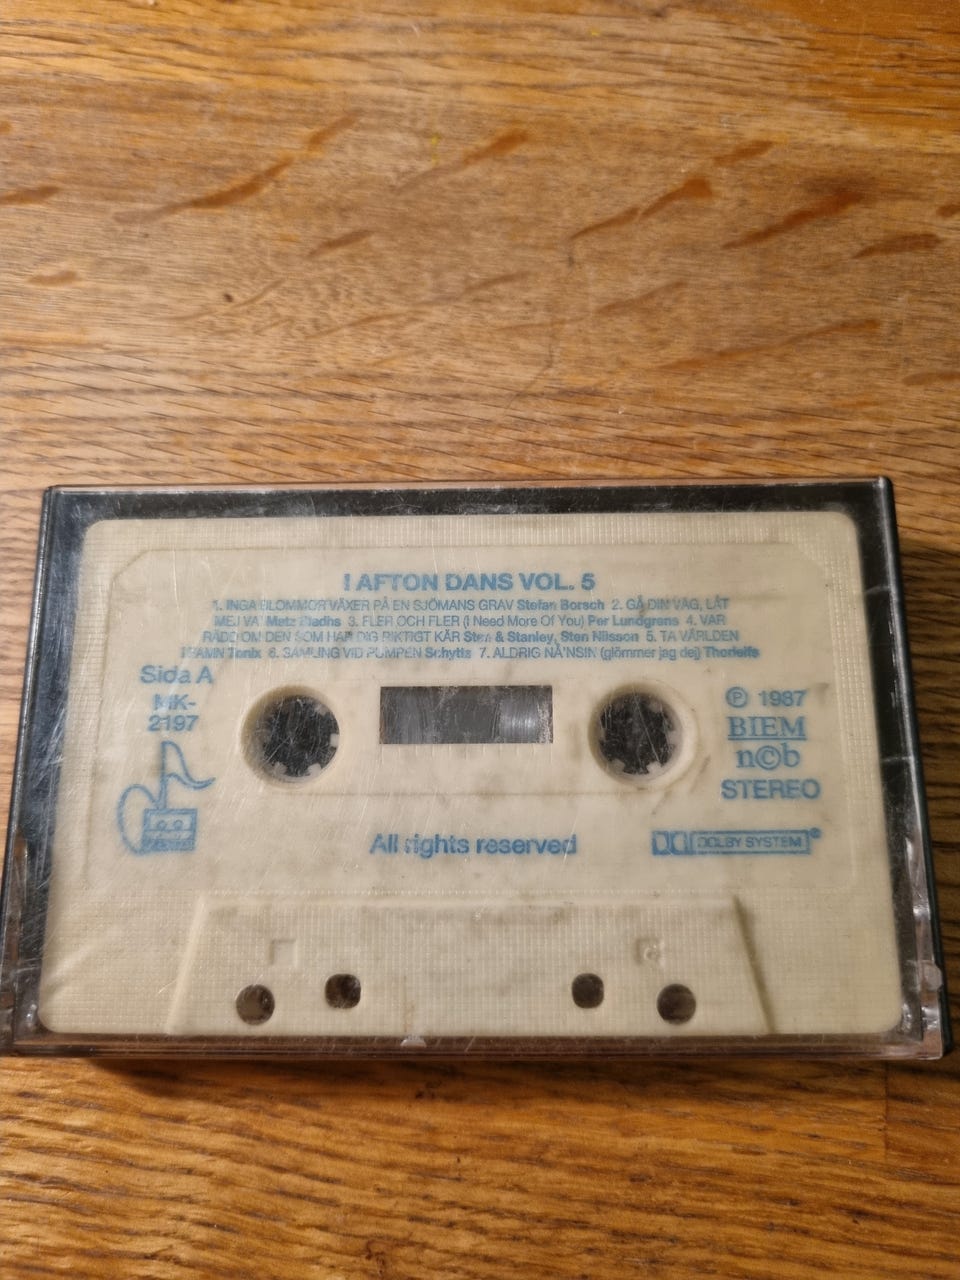 I AFTON DANS VOL. 5
1. INGA BLOMMOR VÄXER PÅ EN SJÖMANS GRAV Stefan Borsch 2. GÅ DIN VÄG, LÅT
MEJ VA' Matz Bladhs 3. FLER OCH FLER (I Need More Of You) Per Lundgrens 4. VAR
RÄDD OM DEN SOM HAR DIG RIKTIGT KÄR Sten & Stanley, Sten Nilsson 5. TA VÄRLDEN
I FAMN Tonix 6. SAMLING VID PUMPEN Schytts 7. ALDRIG NÅ'NSIN (glömmer jag dej) Thorleifs
Sida A
MK-
2197
Ⓟ 1987
BIEM
n©b
STEREO
All rights reserved
DOLBY SYSTEM®